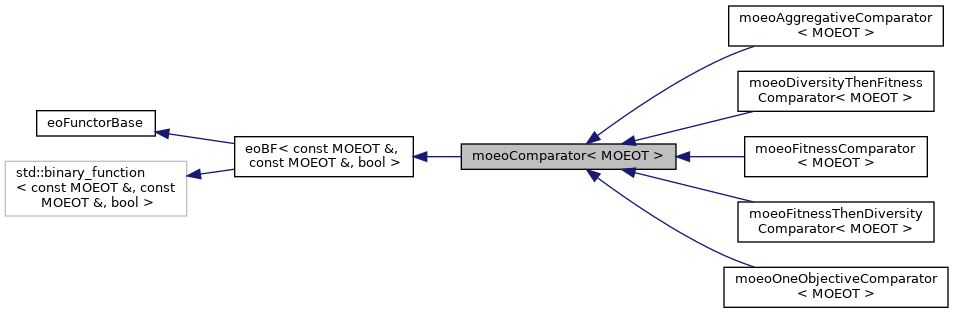 eoFunctorBase
std::binary_function
< const MOEOT &, const
MOEOT &, bool >
eoBF< const MOEOT &,
const MOEOT &, bool >
moeoComparator< MOEOT >
moeoAggregativeComparator
< MOEOT >
moeoDiversityThenFitness
Comparator< MOEOT >
moeoFitnessComparator
< MOEOT >
moeoFitnessThenDiversity
Comparator< MOEOT >
moeoOneObjectiveComparator
< MOEOT >